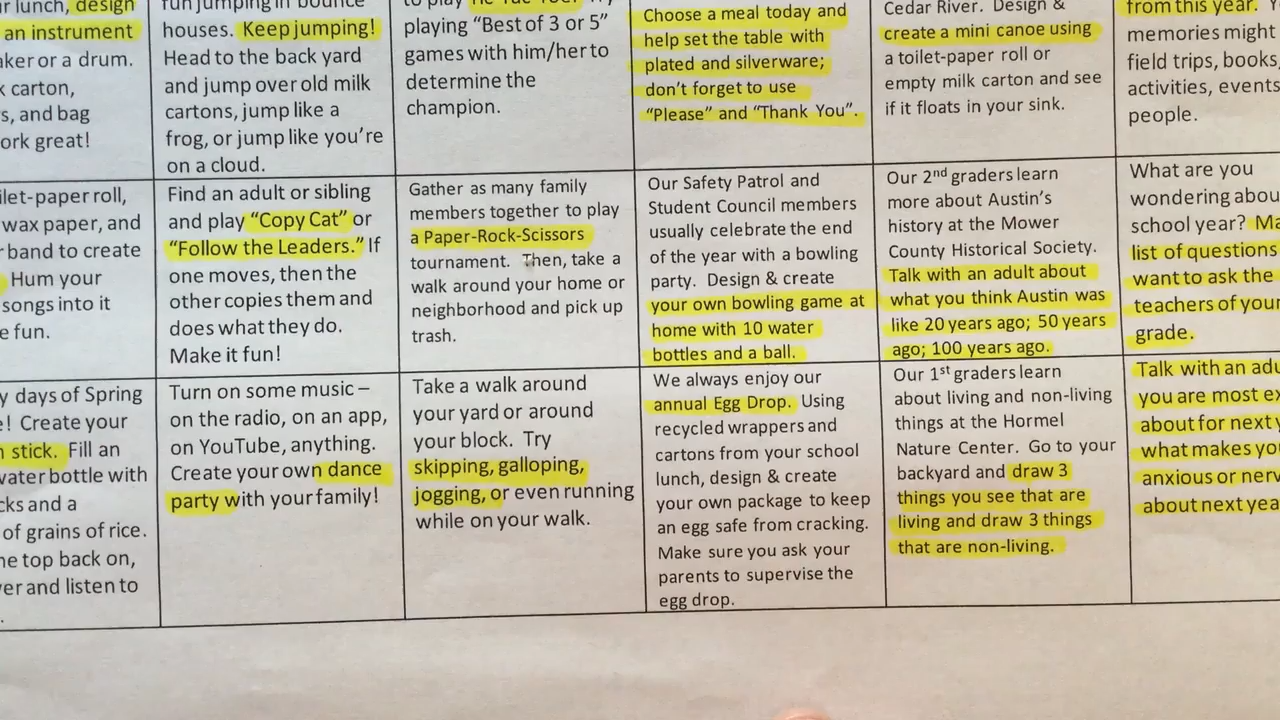 r lunch, design
an instrument
aker or a drum.
k carton,
s, and bag
ork great!
fun jumping in bounce
houses. Keep jumping!
Head to the back yard
and jump over old milk
cartons, jump like a
frog, or jump like you're
on a cloud.
playing "Best of 3 or 5"
games with him/her to
determine the
champion.
Choose a meal today and
help set the table with
plated and silverware;
don't forget to use
"Please" and "Thank You".
Cedar River. Design &
create a mini canoe using
a toilet-paper roll or
empty milk carton and see
if it floats in your sink.
from this year. Y
memories might
field trips, books,
activities, events
people.
ilet-paper roll,
wax paper, and
band to create
Hum your
songs into it
e fun.
Find an adult or sibling
and play "Copy Cat" or
"Follow the Leaders." If
one moves, then the
other copies them and
does what they do.
Make it fun!
Gather as many family
members together to play
a Paper-Rock-Scissors
tournament. Then, take a
walk around your home or
neighborhood and pick up
trash.
Our Safety Patrol and
Student Council members
usually celebrate the end
of the year with a bowling
party. Design & create
your own bowling game at
home with 10 water
bottles and a ball.
Our 2nd graders learn
more about Austin's
history at the Mower
County Historical Society.
Talk with an adult about
what you think Austin was
like 20 years ago; 50 years
ago; 100 years ago.
What are you
wondering abou
school year? Ma
list of questions
want to ask the
teachers of your
grade.
y days of Spring
e! Create your
n stick. Fill an
water bottle with
cks and a
of grains of rice.
he top back on,
ver and listen to
.
Turn on some music –
on the radio, on an app,
on YouTube, anything.
Create your own dance
party with your family!
Take a walk around
your yard or around
your block. Try
skipping, galloping,
jogging, or even running
while on your walk.
We always enjoy our
annual Egg Drop. Using
recycled wrappers and
cartons from your school
lunch, design & create
your own package to keep
an egg safe from cracking.
Make sure you ask your
parents to supervise the
egg drop.
Our 1st graders learn
about living and non-living
things at the Hormel
Nature Center. Go to your
backyard and draw 3
things you see that are
living and draw 3 things
that are non-living.
Talk with an adu
you are most ex
about for next y
what makes you
anxious or nerv
about next yea